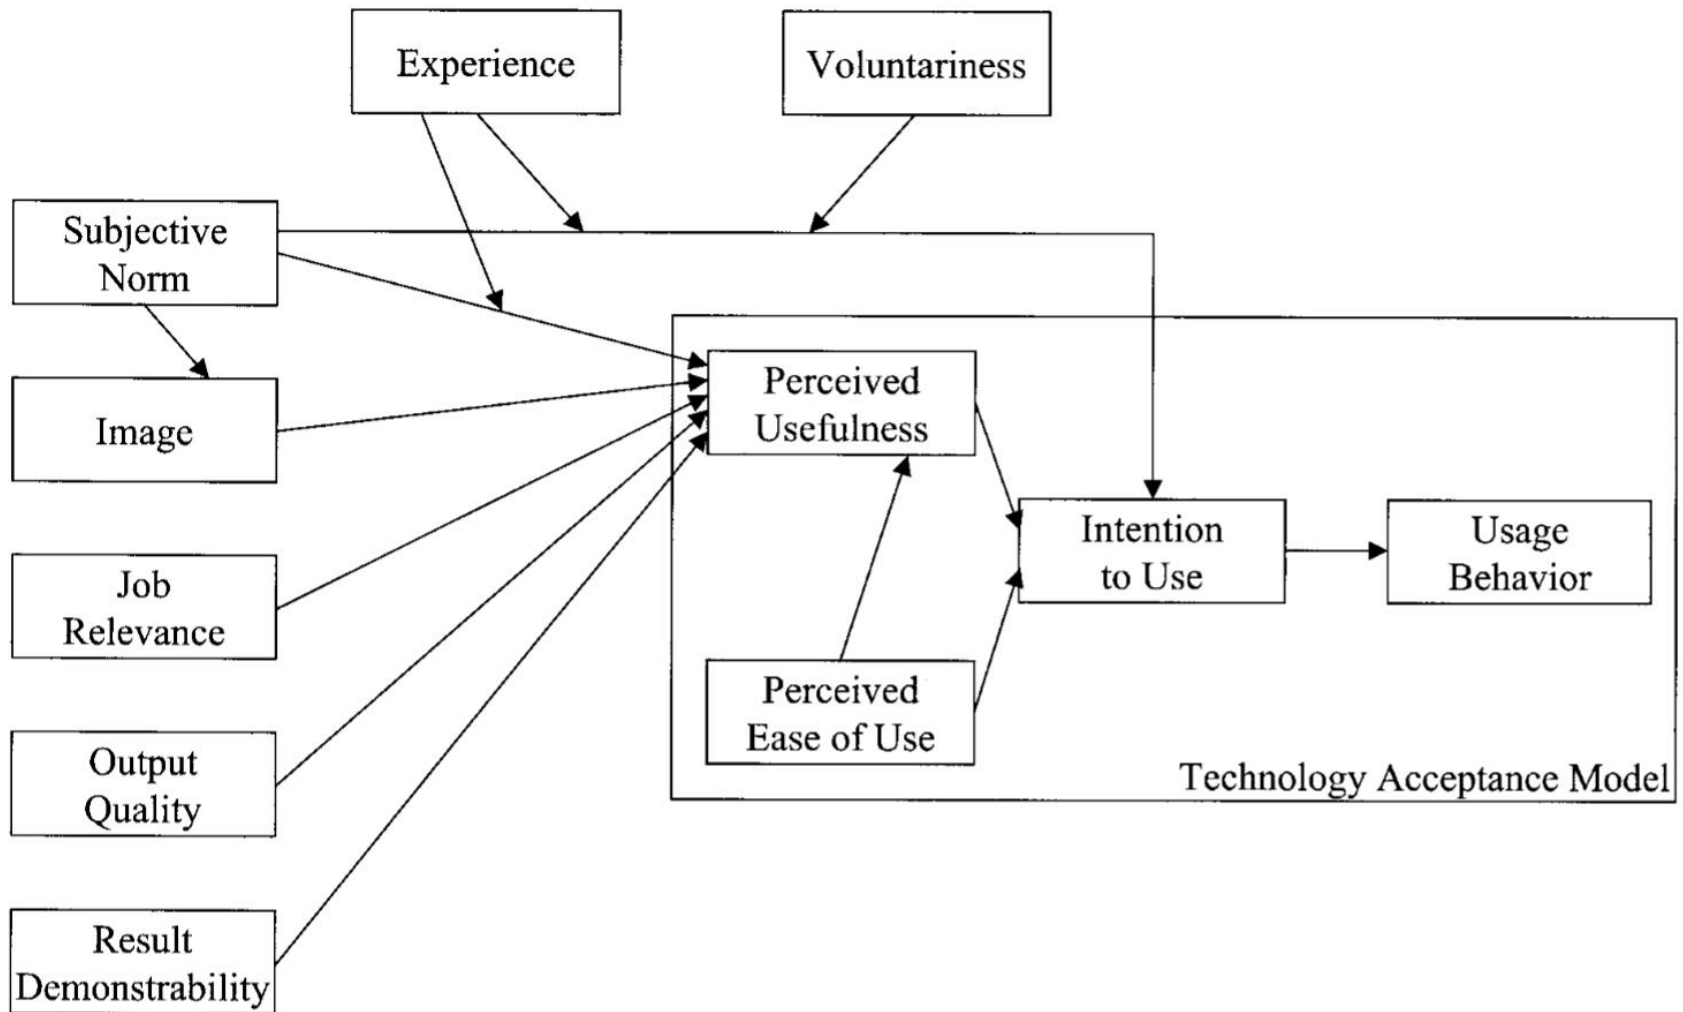 Experience
Voluntariness
Subjective
Norm
Image
Perceived
Usefulness
Intention
to Use
Usage
Behavior
Job
Relevance
Perceived
Ease of Use
Technology Acceptance Model
Output
Quality
Result
Demonstrability